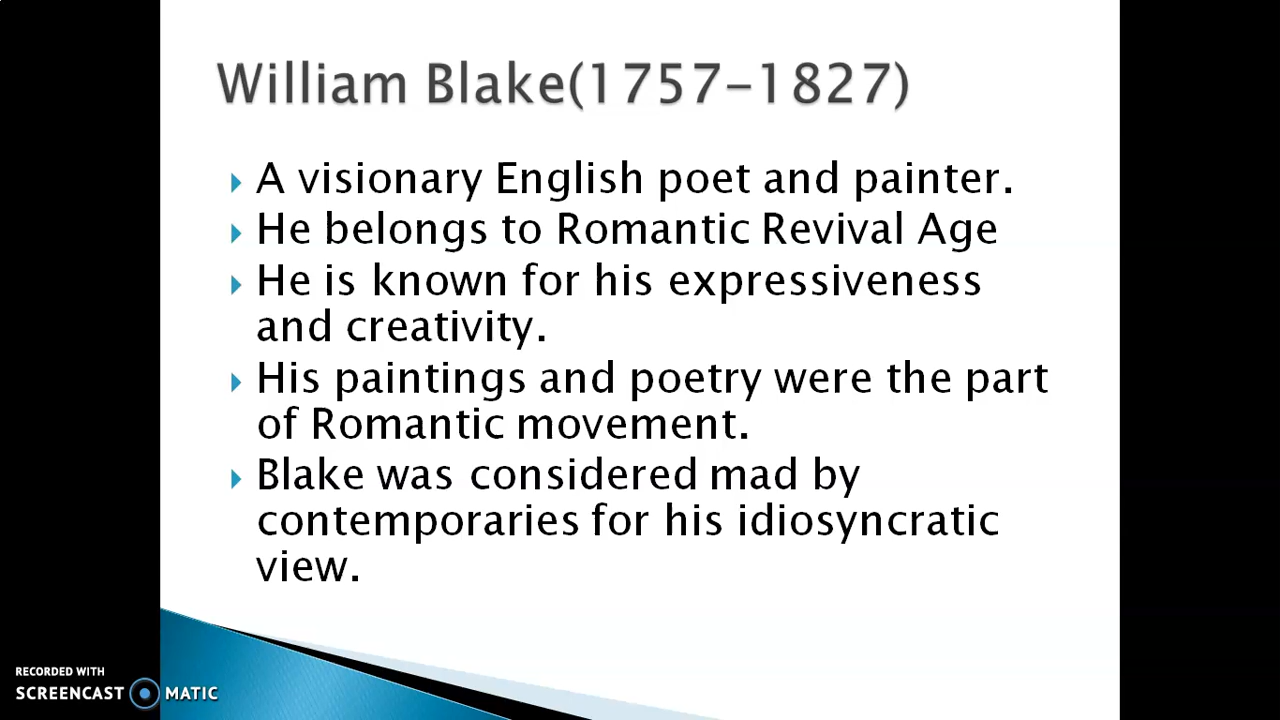 William Blake(1757-1827)
A visionary English poet and painter.
He belongs to Romantic Revival Age
He is known for his expressiveness
and creativity.
His paintings and poetry were the part
of Romantic movement.
Blake was considered mad by
contemporaries for his idiosyncratic
view.
RECORDED WITH
SCREENCAST MATIC